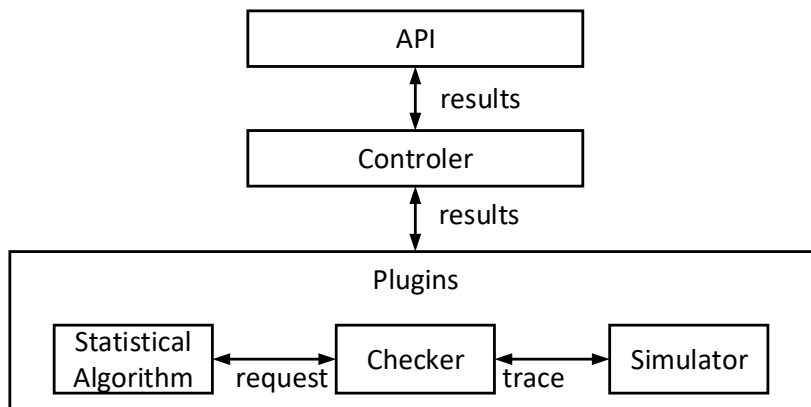 API
results
Controler
results
Plugins
Statistical
Algorithm
request
Checker
trace
Simulator